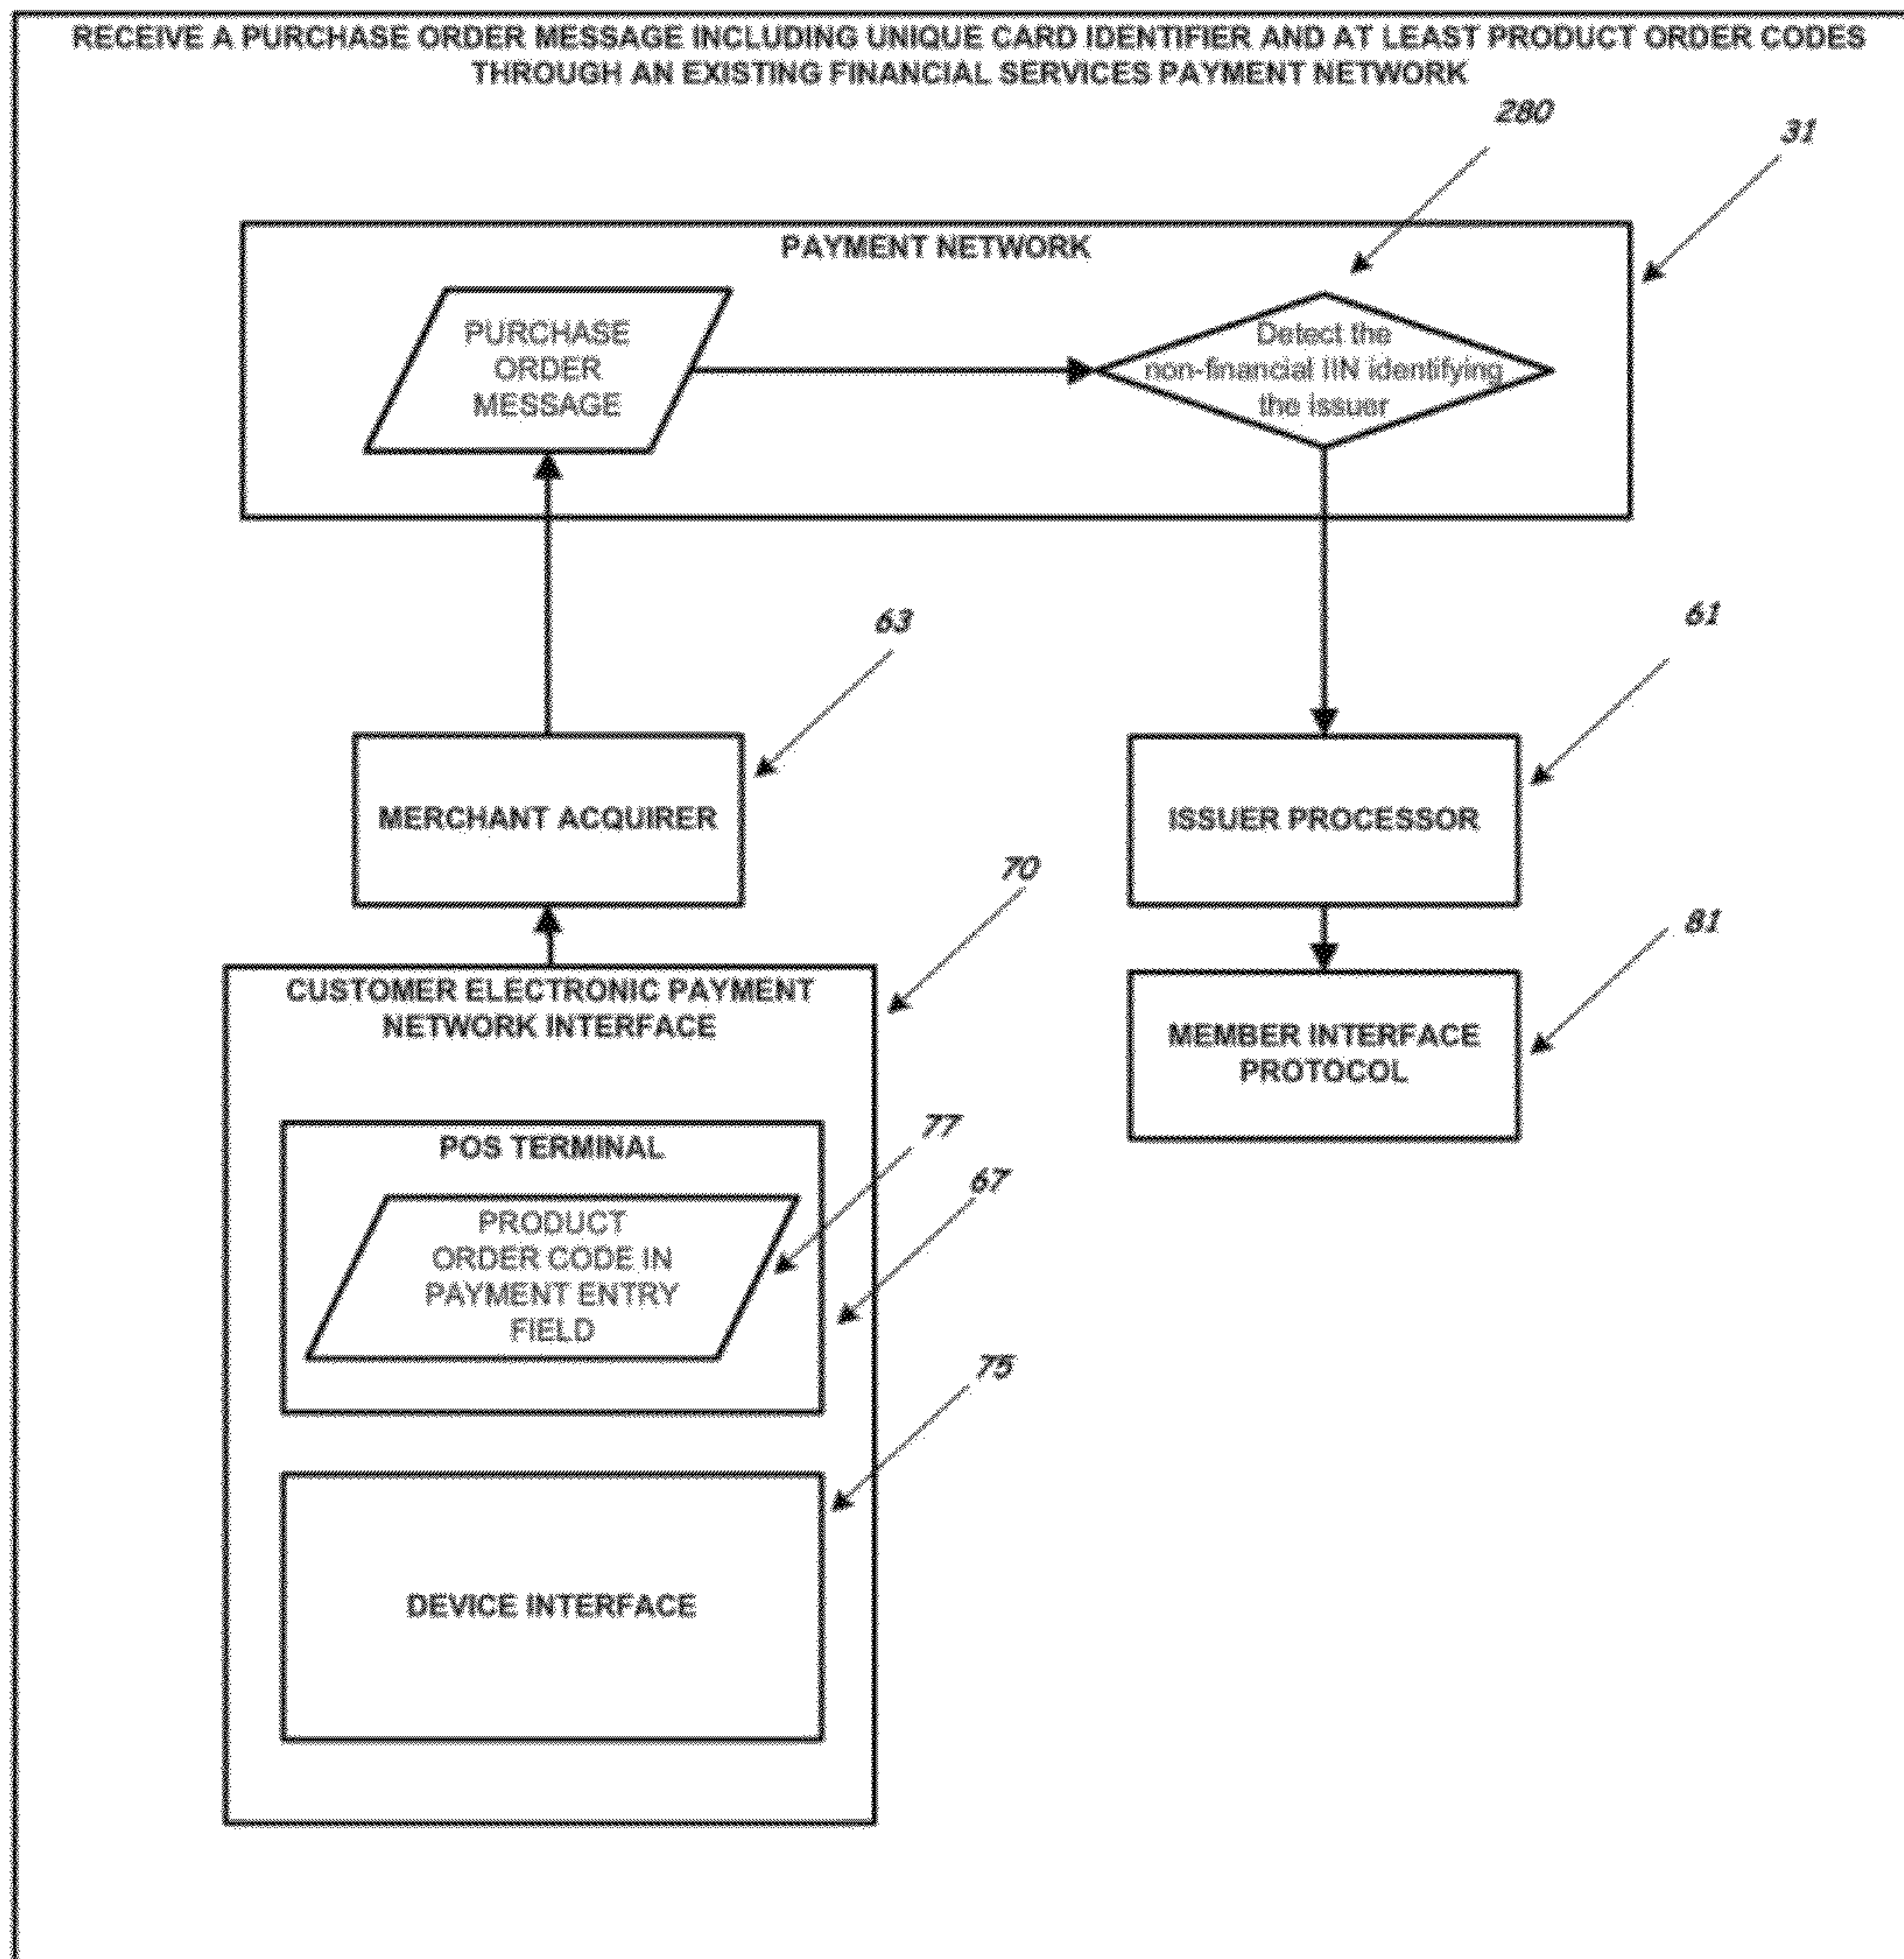 RECEIVE A PURCHASE ORDER MESSAGE INCLUDING UNIQUE CARD IDENTIFIER AND AT LEAST PRODUCT ORDER CODES
THROUGH AN EXISTING FINANCIAL SERVICES PAYMENT NETWORK
280
31
PAYMENT NETWORK
PURCHASE
ORDER
MESSAGE
Detect the
non-financial IIN identifying
the issuer
63
61
MERCHANT ACQUIRER
ISSUER PROCESSOR
70
81
CUSTOMER ELECTRONIC PAYMENT
NETWORK INTERFACE
MEMBER INTERFACE
PROTOCOL
77
POS TERMINAL
67
PRODUCT
ORDER CODE IN
PAYMENT ENTRY
FIELD
75
DEVICE INTERFACE